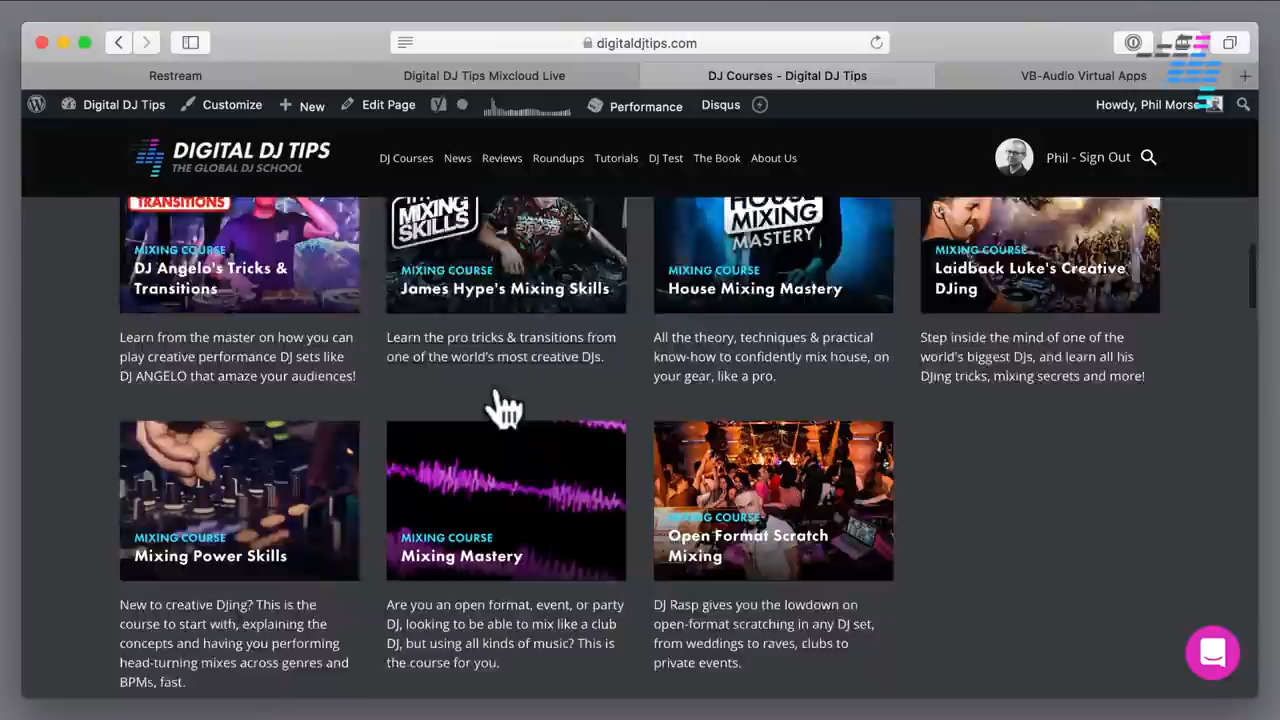 digitaldjtips.com
Restream
Digital DJ Tips Mixcloud Live
DJ Courses - Digital DJ Tips
VB-Audio Virtual Apps
Digital DJ Tips
Customize
New
Edit Page
Performance
Disqus
Howdy, Phil Morse
DIGITAL DJ TIPS
THE GLOBAL DJ SCHOOL
DJ Courses
News
Reviews
Roundups
Tutorials
DJ Test
The Book
About Us
Phil - Sign Out
TRANSITIONS
MIXING COURSE
DJ Angelo's Tricks &
Transitions
MIXING
SKILLS
MIXING COURSE
James Hype's Mixing Skills
HOUSE
MIXING
MASTERY
MIXING COURSE
House Mixing Mastery
MIXING COURSE
Laidback Luke's Creative
DJing
Learn from the master on how you can
play creative performance DJ sets like
DJ ANGELO that amaze your audiences!
Learn the pro tricks & transitions from
one of the world's most creative DJs.
All the theory, techniques & practical
know-how to confidently mix house, on
your gear, like a pro.
Step inside the mind of one of the
world's biggest DJs, and learn all his
DJing tricks, mixing secrets and more!
MIXING COURSE
Mixing Power Skills
MIXING COURSE
Mixing Mastery
MIXING COURSE
Open Format Scratch
Mixing
New to creative DJing? This is the
course to start with, explaining the
concepts and having you performing
head-turning mixes across genres and
BPMs, fast.
Are you an open format, event, or party
DJ, looking to be able to mix like a club
DJ, but using all kinds of music? This is
the course for you.
DJ Rasp gives you the lowdown on
open-format scratching in any DJ set,
from weddings to raves, clubs to
private events.